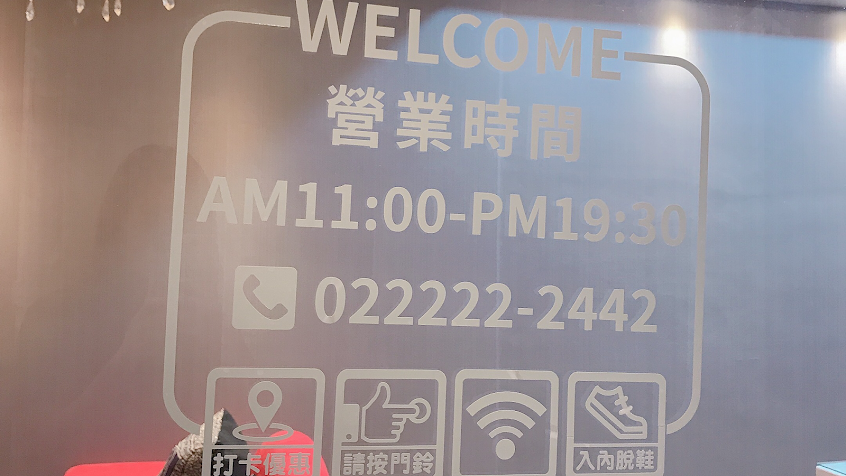 WELCOME
營業時間
AM11:00-PM19:30
022222-2442
打卡優惠 請按門鈴 入內脫鞋